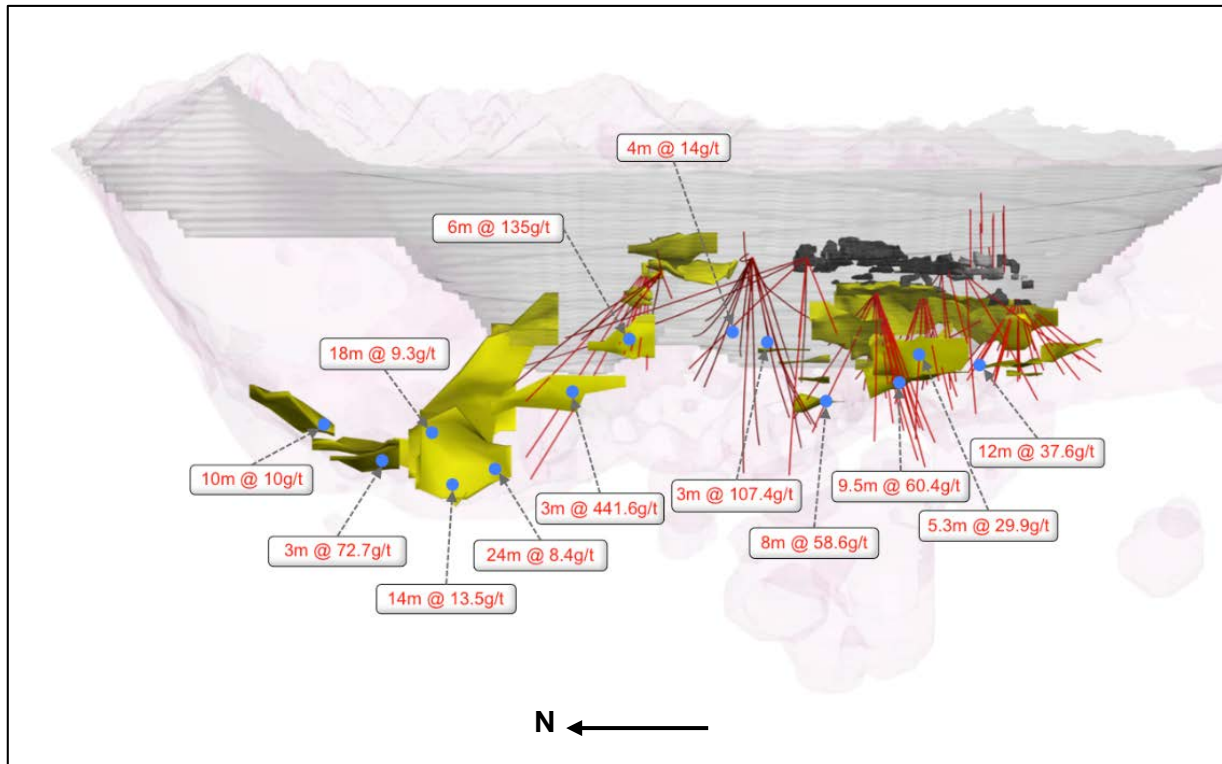 4m @ 14g/t
6m @ 135g/t
18m @ 9.3g/t
10m @ 10g/t
3m @ 72.7g/t
14m @ 13.5g/t
24m @ 8.4g/t
3m @ 441.6g/t
3m @ 107.4g/t
8m @ 58.6g/t
9.5m @ 60.4g/t
5.3m @ 29.9g/t
12m @ 37.6g/t
N